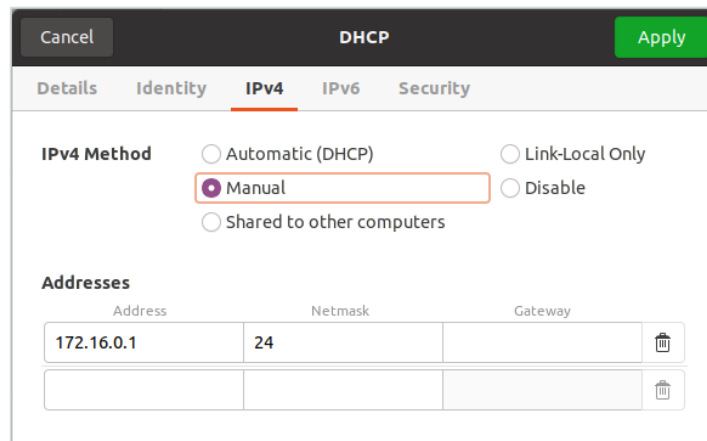 Cancel DHCP Apply
Details Identity IPv4 IPv6 Security
IPv4 Method Automatic (DHCP) Link-Local Only
Manual Disable
Shared to other computers
Addresses
Address Netmask Gateway
172.16.0.1 24